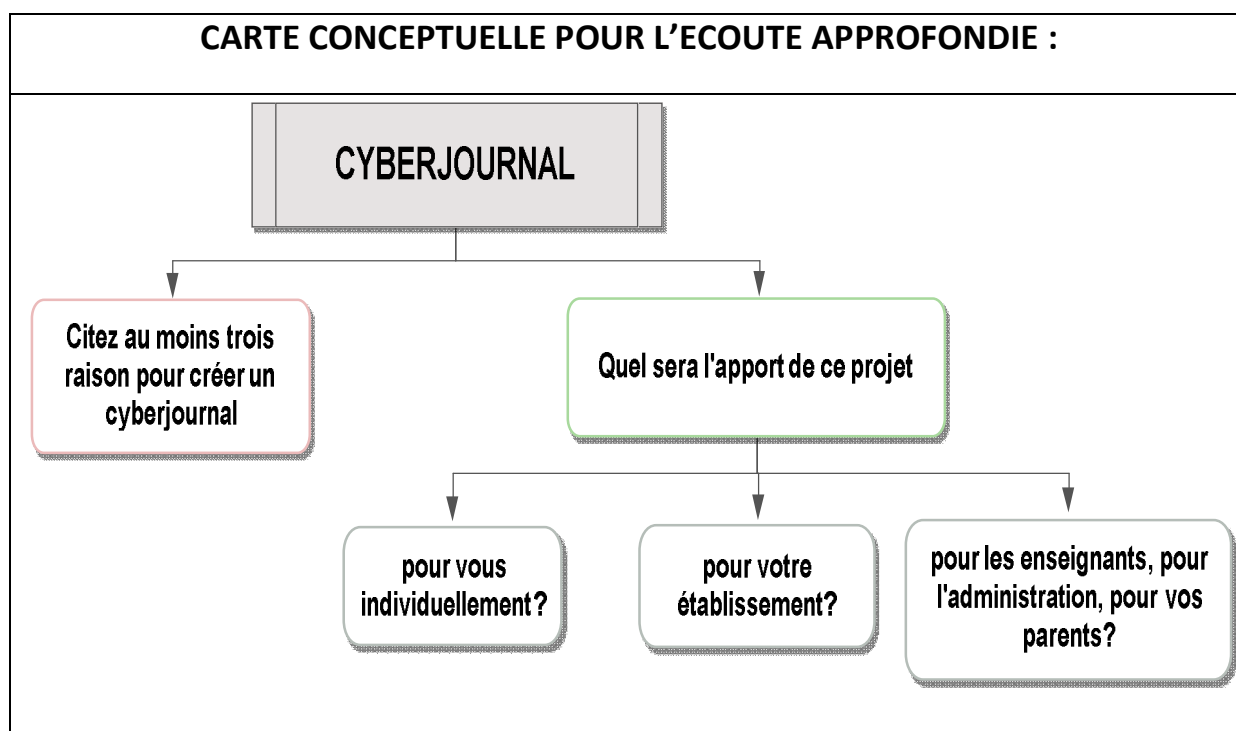 CARTE CONCEPTUELLE POUR L’ECOUTE APPROFONDIE :
CYBERJOURNAL
Citez au moins trois
raison pour créer un
cyberjournal
Quel sera l'apport de ce projet
pour vous
individuellement?
pour votre
établissement?
pour les enseignants, pour
l'administration, pour vos
parents?